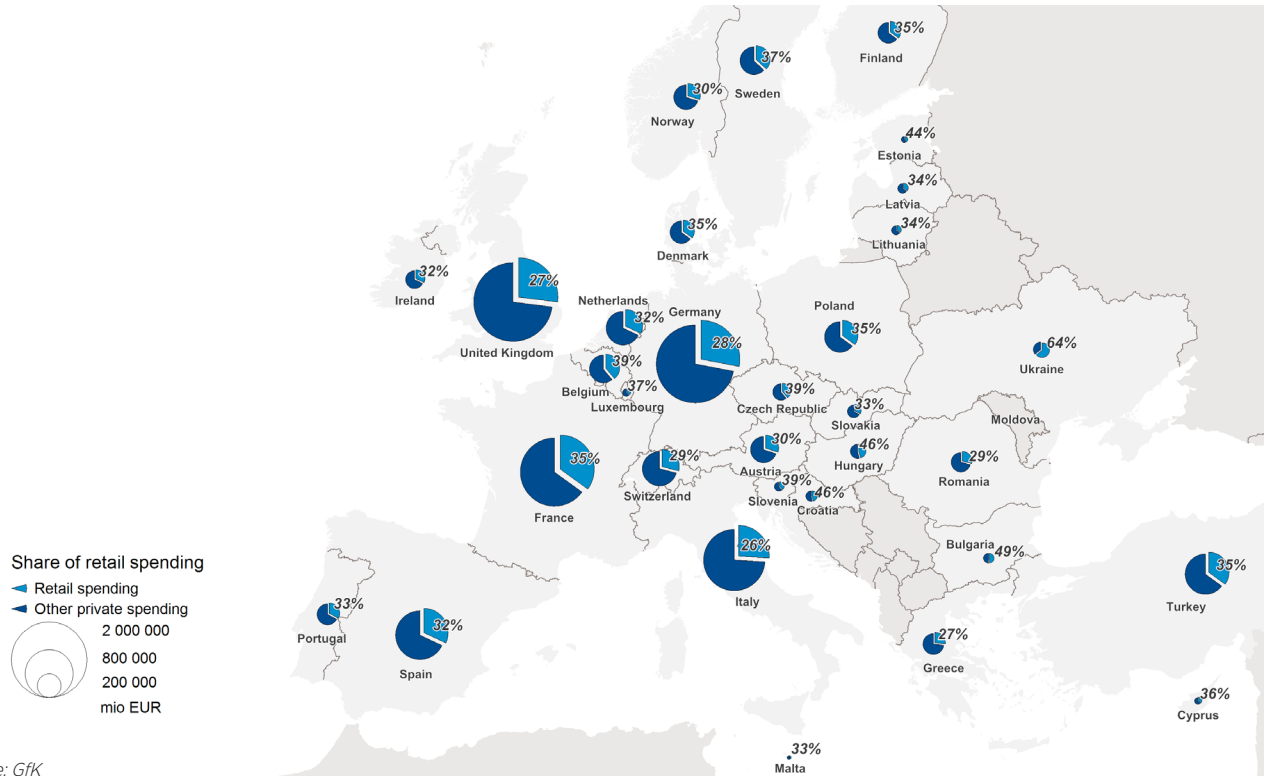 35%
Finland
37%
Sweden
30%
Norway
44%
Estonia
34%
Latvia
34%
Lithuania
35%
Denmark
32%
Ireland
27%
United Kingdom
Netherlands
32%
Germany
28%
Poland
35%
64%
Ukraine
39%
Belgium
37%
Luxembourg
39%
Czech Republic
33%
Slovakia
Moldova
46%
Hungary
30%
Austria
29%
Switzerland
35%
France
29%
Romania
39%
Slovenia
46%
Croatia
Bulgaria
49%
26%
Italy
35%
Turkey
33%
Portugal
32%
Spain
27%
Greece
36%
Cyprus
33%
Malta
Share of retail spending
Retail spending
Other private spending
2 000 000
800 000
200 000
mio EUR
e: GfK